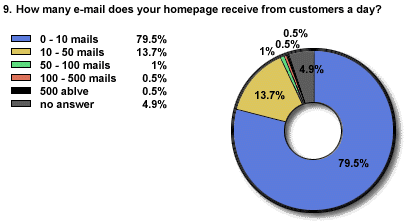 9. How many e-mail does your homepage receive from customers a day?
0 - 10 mails 79.5%
10 - 50 mails 13.7%
50 - 100 mails 1%
100 - 500 mails 0.5%
500 ablve 0.5%
no answer 4.9%
0.5%
0.5%
1%
4.9%
13.7%
79.5%